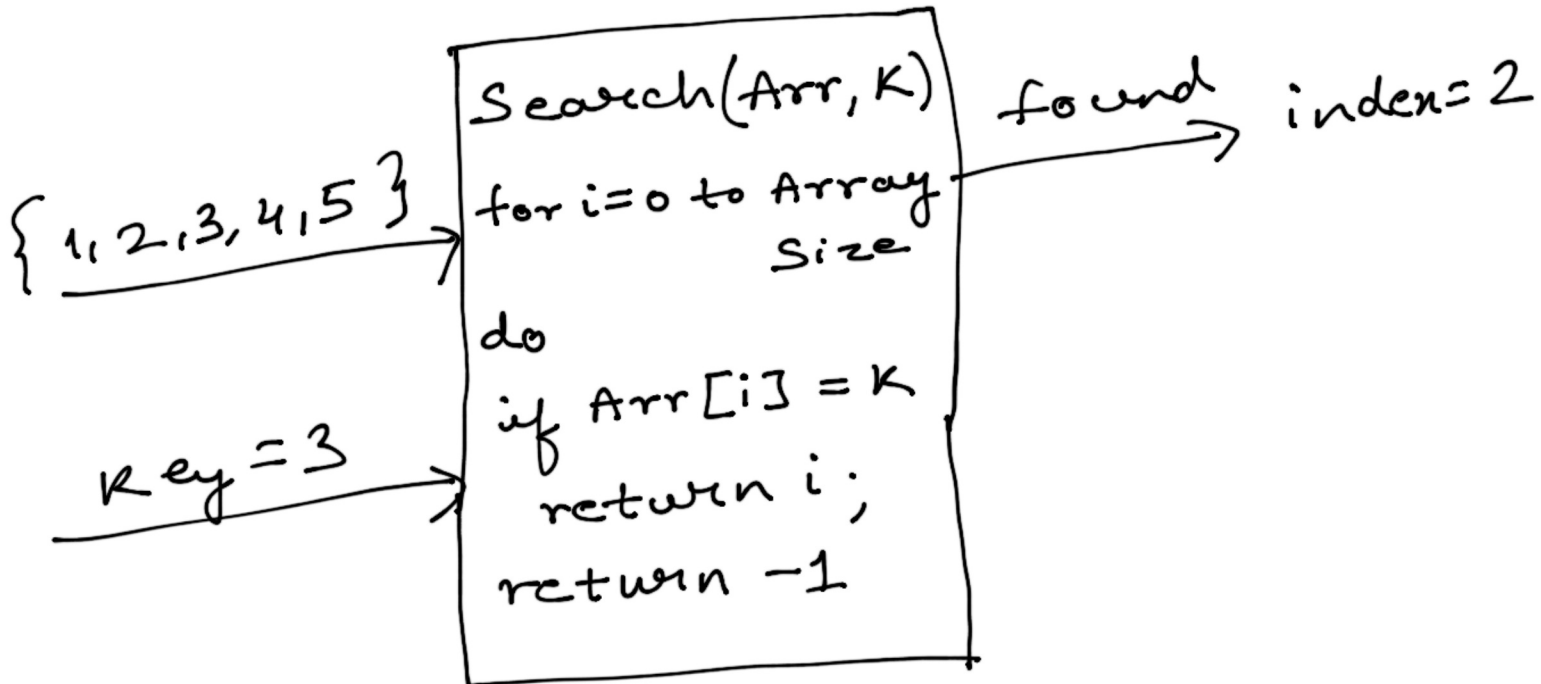 {1,2,3,4,5}
Key=3
Search(Arr, K)
for i=0 to Array
Size
do
if Arr[i] = K
return i;
return -1
found
index=2